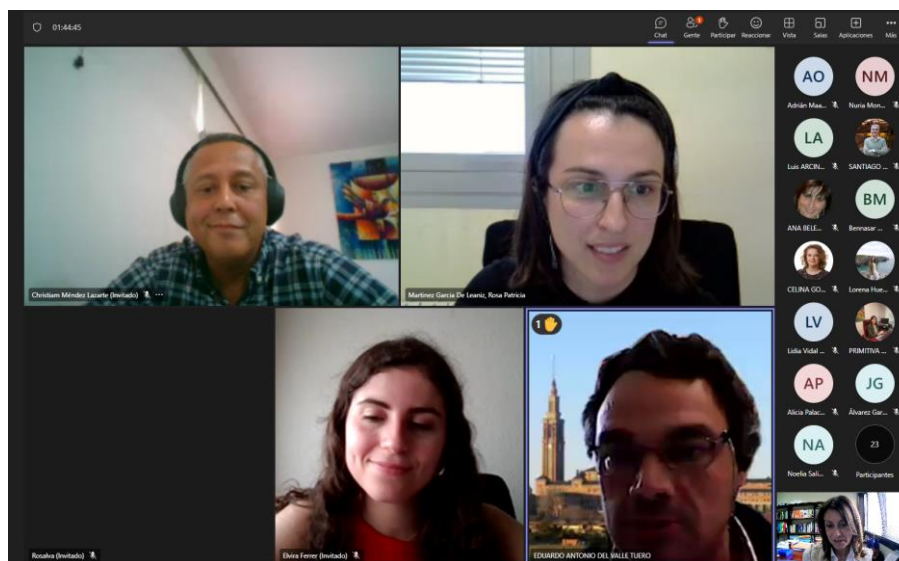 01:44:45
Chat Gente Participar Reaccionar Vista Salas Aplicaciones Más
Christiam Méndez Lazarte (Invitado)
Martinez Garcia De Leaniz, Rosa Patricia
Rosalva (Invitado)
Elvira Ferrer (Invitado)
1
EDUARDO ANTONIO DEL VALLE TUERO
AO NM
Adrián Maa... Nuria Mon...
LA
Luis ARCIN... SANTIAGO ...
BM
ANA BELE... Bennasar ...
CELINA GO... Lorena Hue...
LV
Lidia Vidal ... PRIMITIVA ...
AP JG
Alicia Palac... Álvarez Gar...
NA 23
Noelia Sali... Participantes